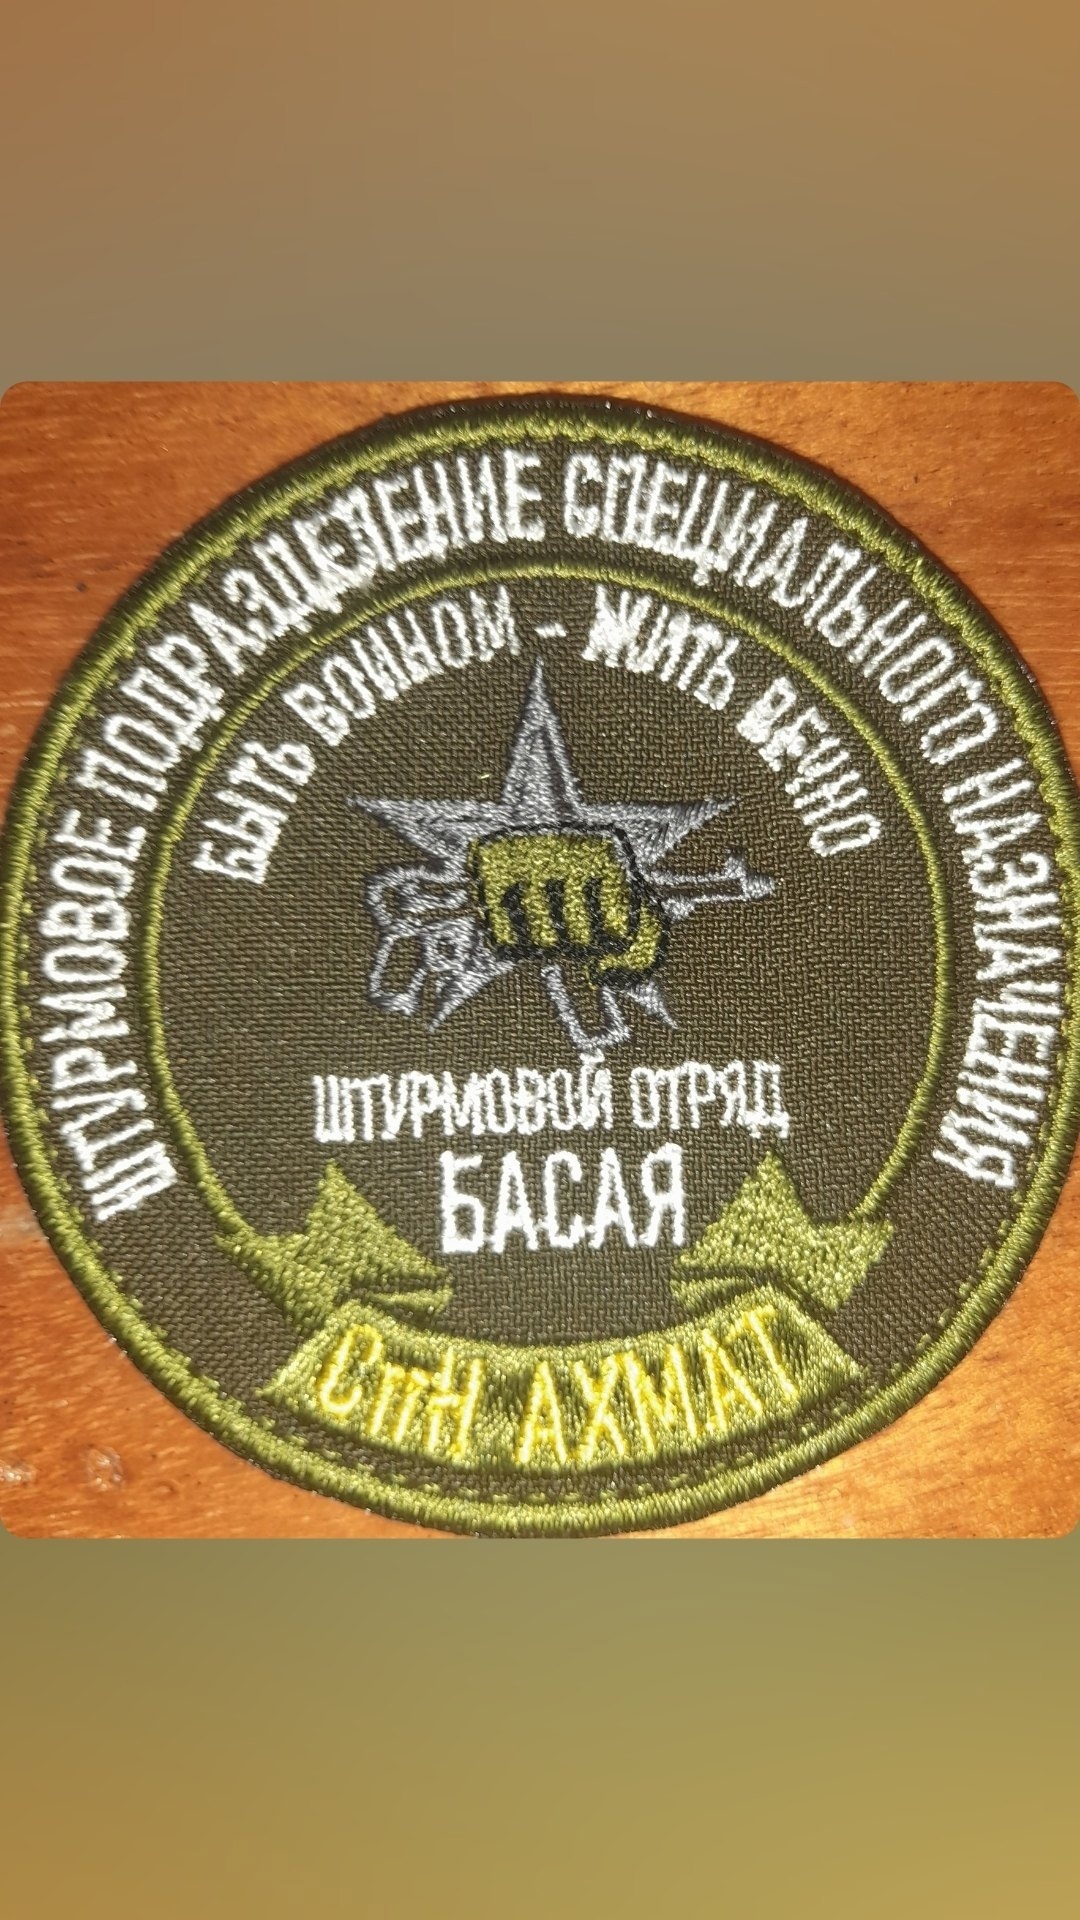 ШТУРМОВОЕ ПОДРАЗДЕЛЕНИЕ СПЕЦИАЛЬНОГО НАЗНАЧЕНИЯ
БЫТЬ ВОИНОМ - ЖИТЬ ВЕЧНО
ШТУРМОВОЙ ОТРЯД
БАСАЯ
СпН АХМАТ